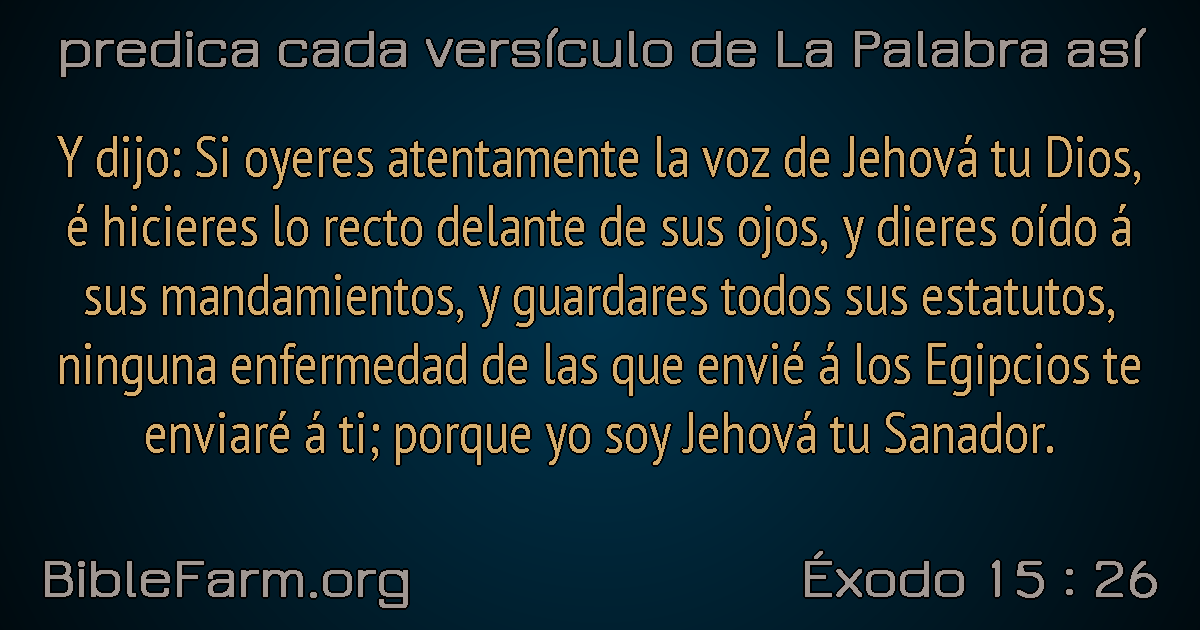 predica cada versículo de La Palabra así
Y dijo: Si oyeres atentamente la voz de Jehová tu Dios,
é hicieres lo recto delante de sus ojos, y dieres oído á
sus mandamientos, y guardares todos sus estatutos,
ninguna enfermedad de las que envié á los Egipcios te
enviaré á ti; porque yo soy Jehová tu Sanador.
BibleFarm.org
Éxodo 15 : 26